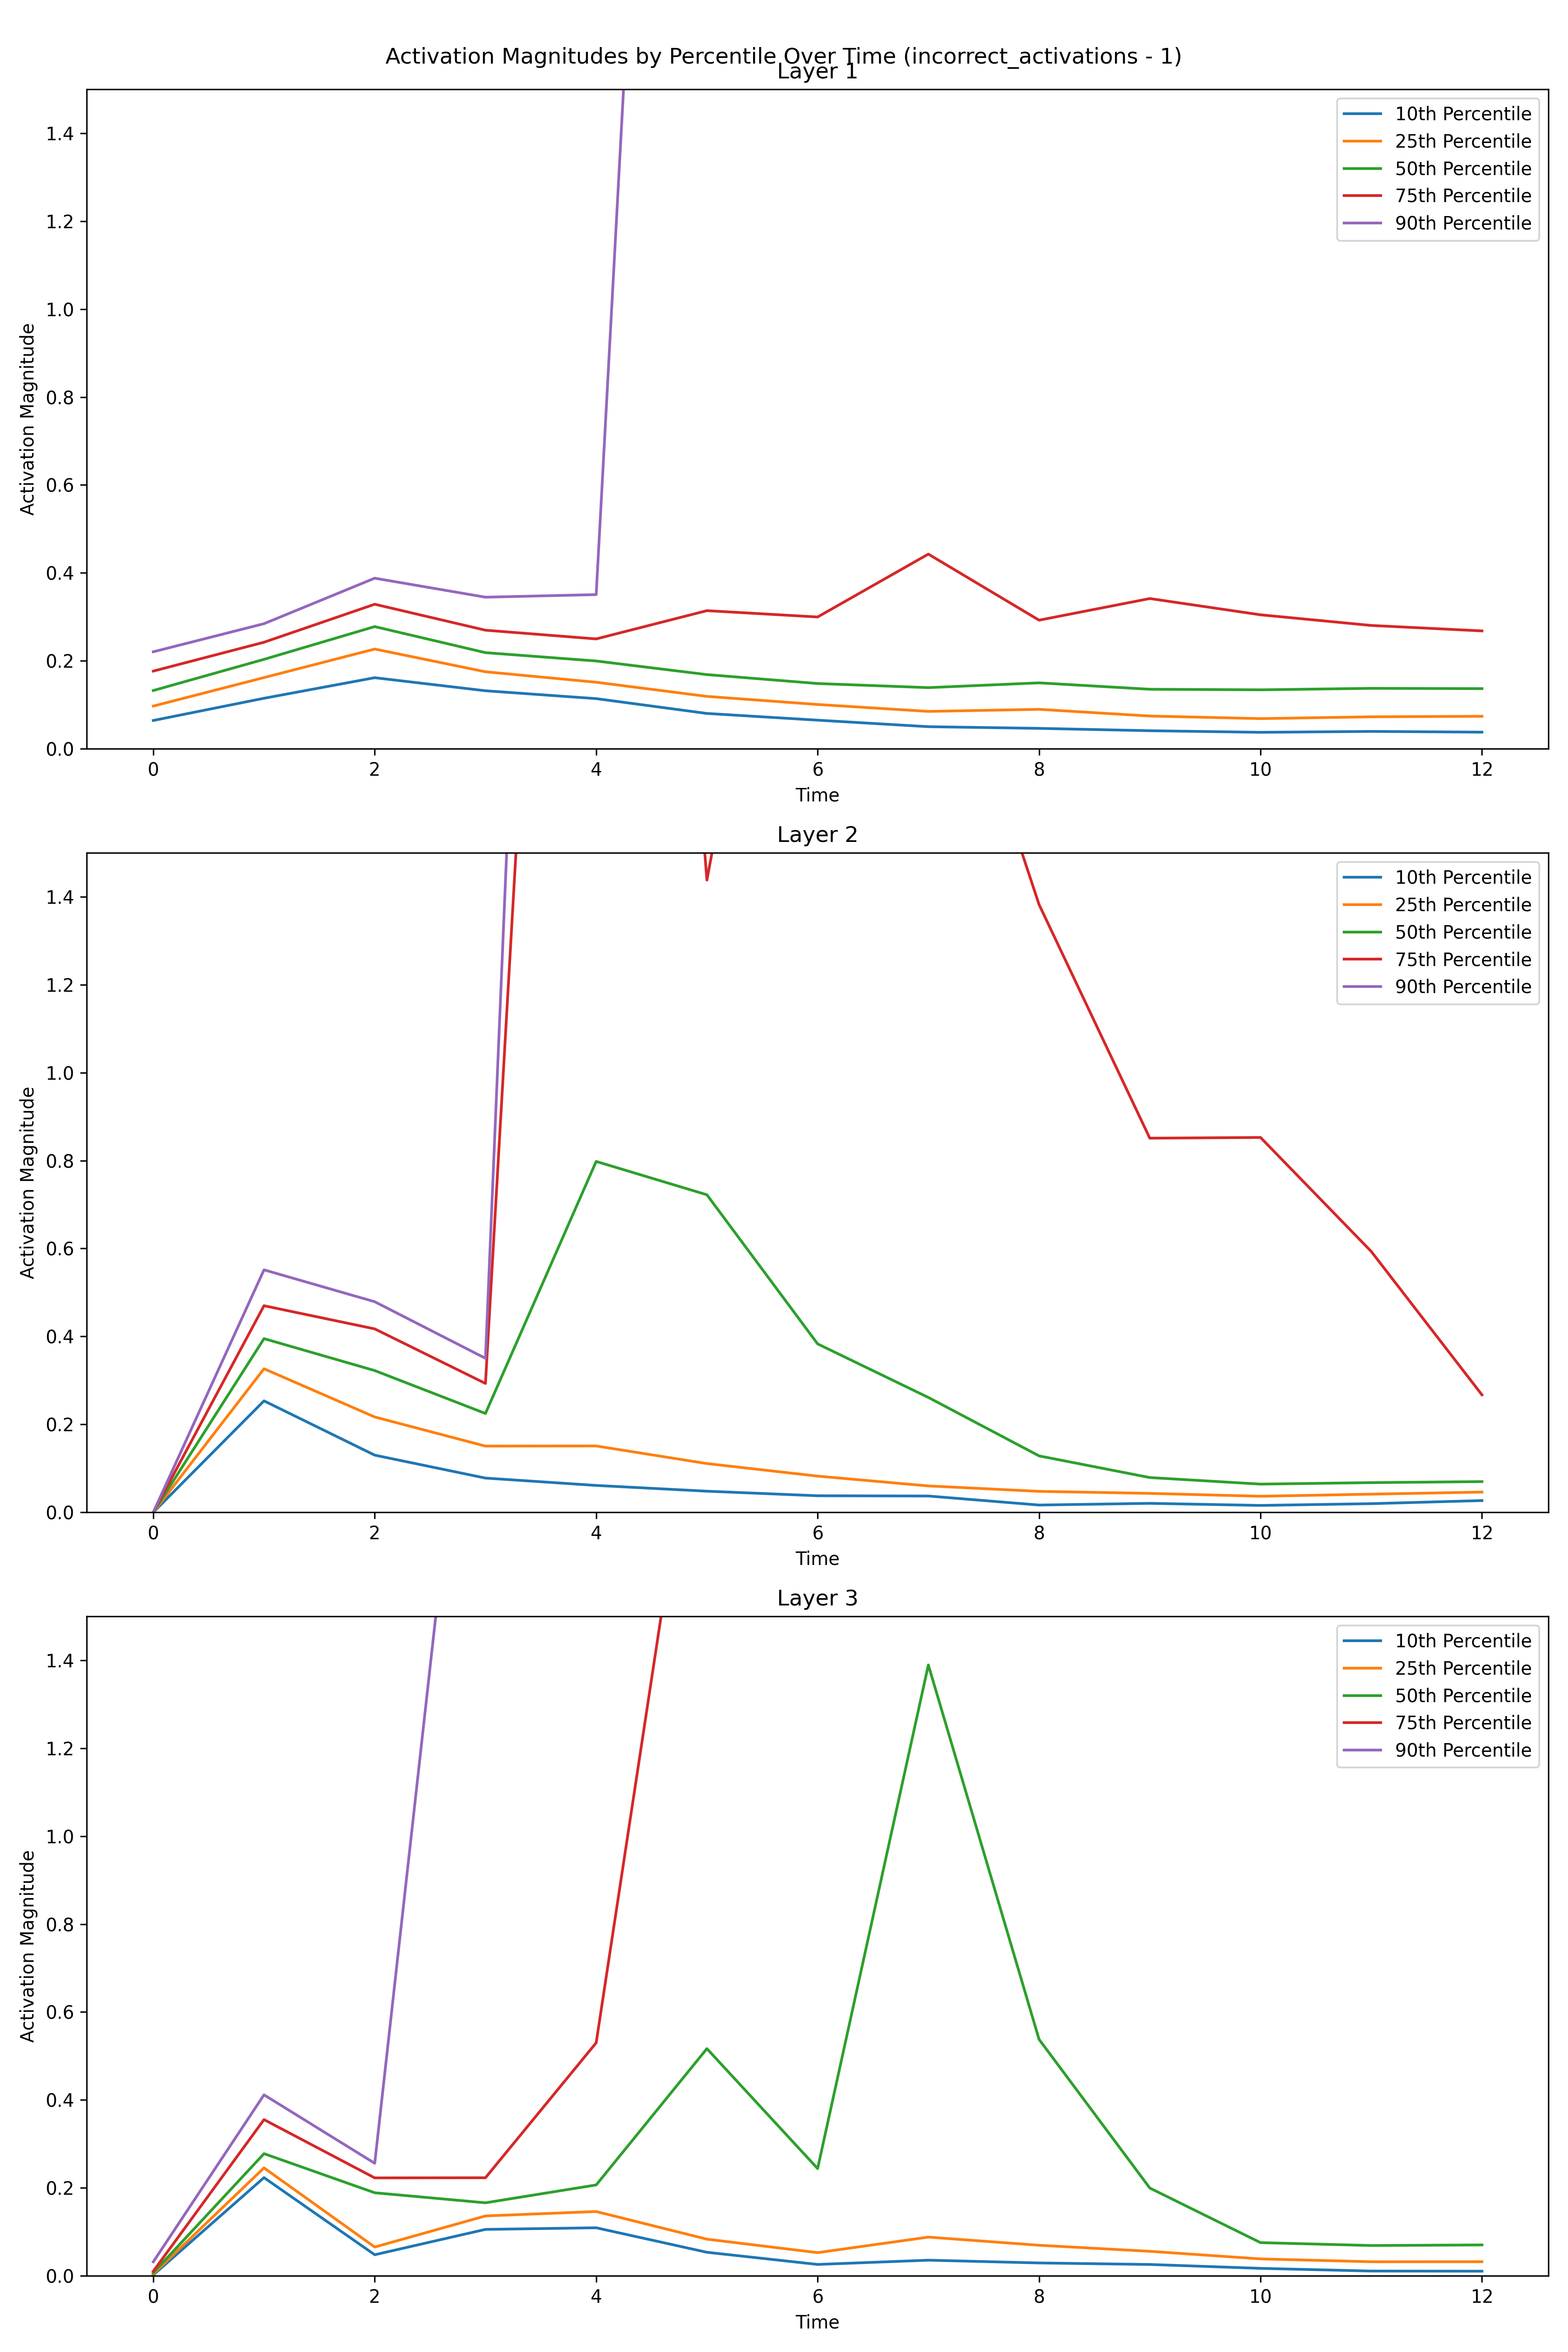 Activation Magnitudes by Percentile Over Time (incorrect_activations - 1)
Layer 1
1.4
1.2
1.0
0.8
0.6
0.4
0.2
0.0
Activation Magnitude
10th Percentile
25th Percentile
50th Percentile
75th Percentile
90th Percentile
0 2 4 6 8 10 12
Time
Layer 2
1.4
1.2
1.0
0.8
0.6
0.4
0.2
0.0
Activation Magnitude
10th Percentile
25th Percentile
50th Percentile
75th Percentile
90th Percentile
0 2 4 6 8 10 12
Time
Layer 3
1.4
1.2
1.0
0.8
0.6
0.4
0.2
0.0
Activation Magnitude
10th Percentile
25th Percentile
50th Percentile
75th Percentile
90th Percentile
0 2 4 6 8 10 12
Time